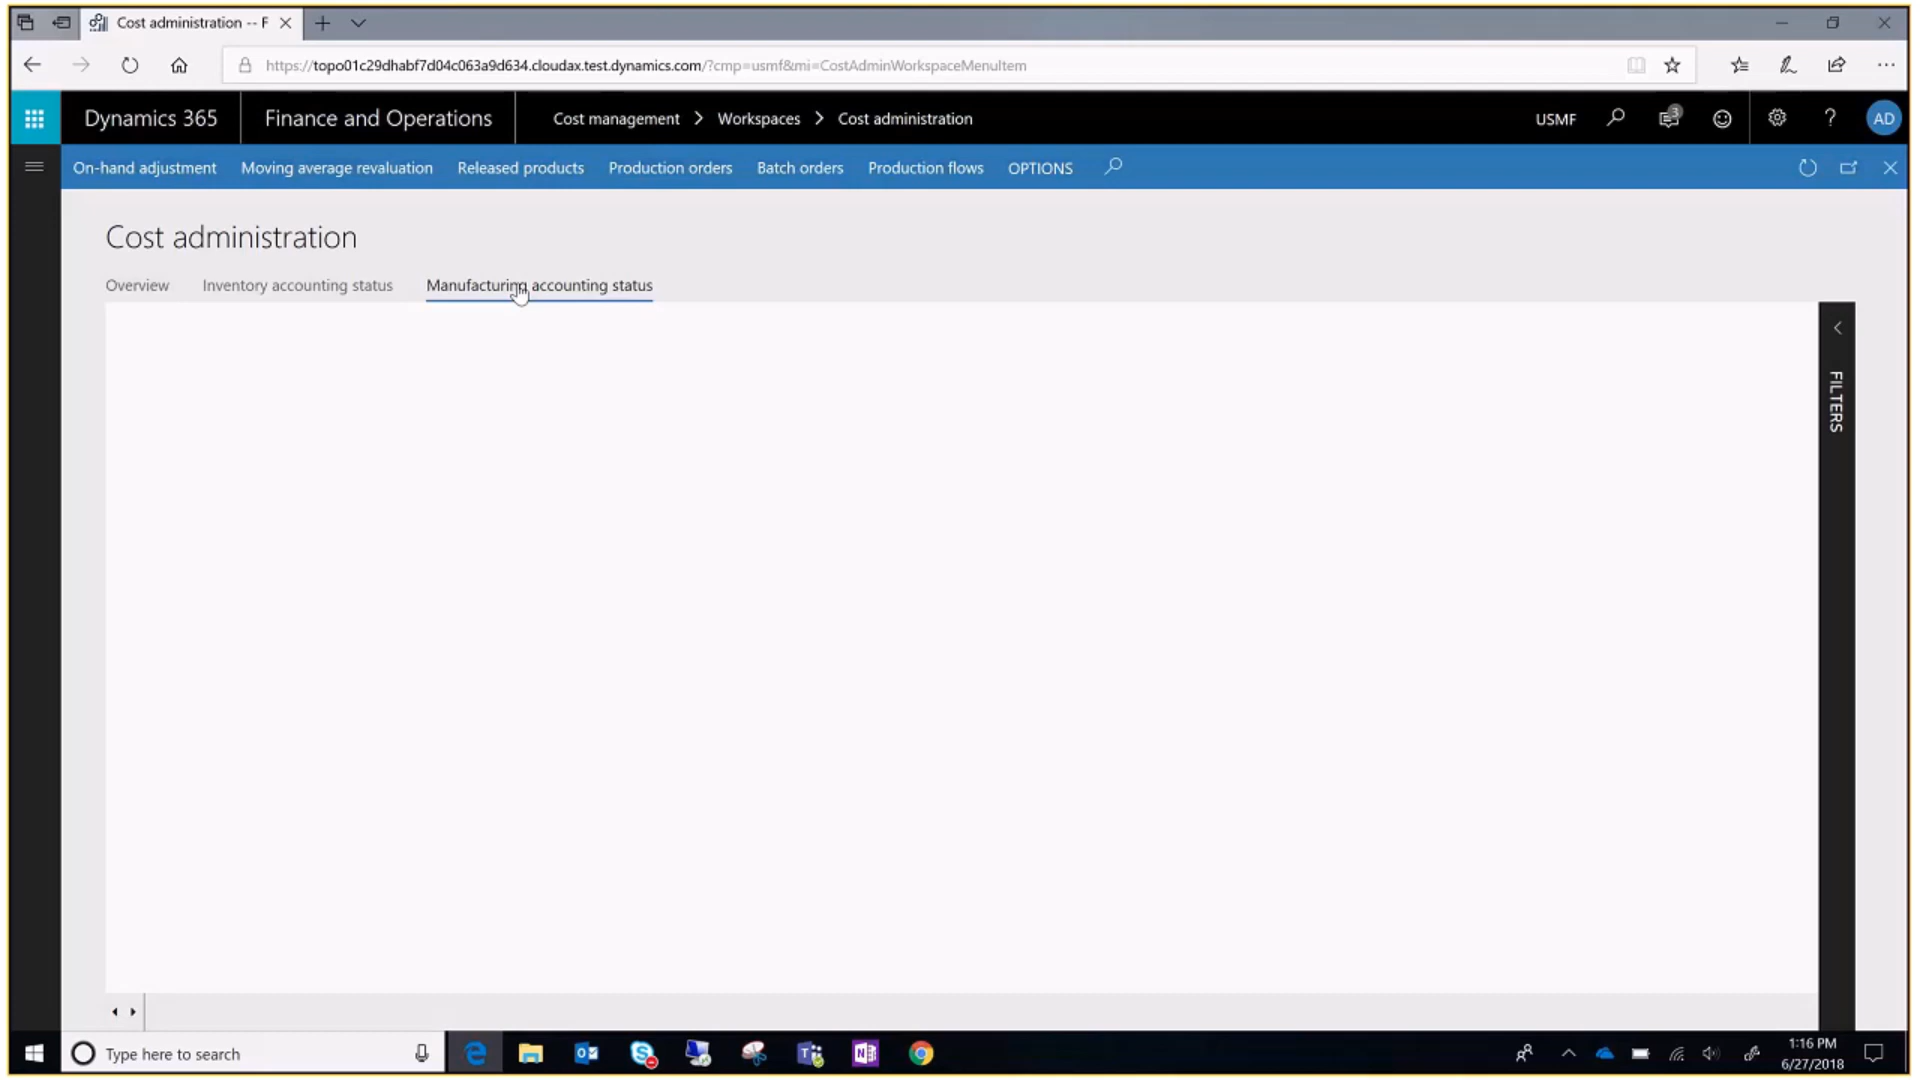 Cost administration -- F
https://topo01c29dhabf7d04c063a9d634.cloudax.test.dynamics.com/?cmp=usmf&mi=CostAdminWorkspaceMenuItem
Dynamics 365 Finance and Operations Cost management > Workspaces > Cost administration USMF 3 ? AD
On-hand adjustment Moving average revaluation Released products Production orders Batch orders Production flows OPTIONS
Cost administration
Overview Inventory accounting status Manufacturing accounting status
FILTERS
Type here to search
1:16 PM
6/27/2018